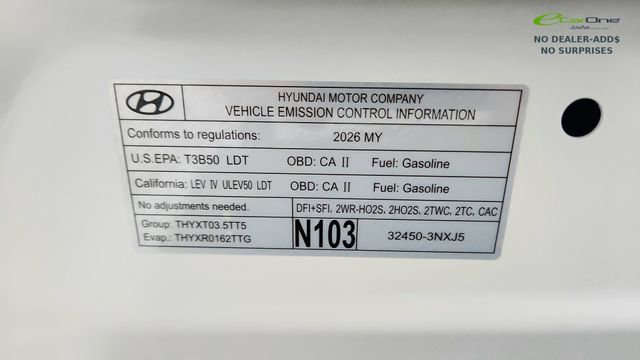 eCarOne
NO DEALER-ADD$
NO SURPRISES
HYUNDAI MOTOR COMPANY
VEHICLE EMISSION CONTROL INFORMATION
Conforms to regulations: 2026 MY
U.S.EPA: T3B50 LDT OBD: CA II Fuel: Gasoline
California: LEV IV ULEV50 LDT OBD: CA II Fuel: Gasoline
No adjustments needed. DFI+SFI, 2WR-HO2S, 2HO2S, 2TWC, 2TC, CAC
Group: THYXT03.5TT5
Evap.: THYXR0162TTG
N103 32450-3NXJ5